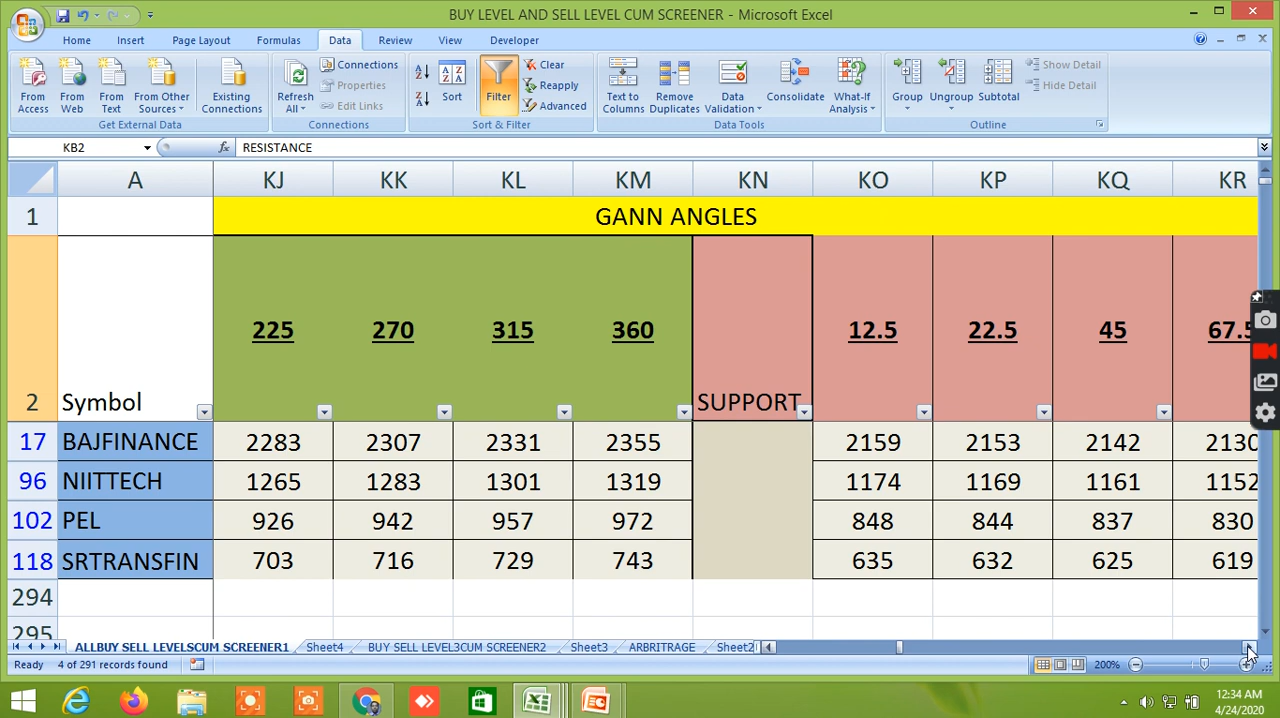 BUY LEVEL AND SELL LEVEL CUM SCREENER - Microsoft Excel
Home Insert Page Layout Formulas Data Review View Developer
From Access
From Web
From Text
From Other Sources
Existing Connections
Get External Data
Refresh All
Connections
Properties
Edit Links
Connections
Sort
Filter
Clear
Reapply
Advanced
Sort & Filter
Text to Columns
Remove Duplicates
Data Validation
Consolidate
What-If Analysis
Data Tools
Group
Ungroup
Subtotal
Show Detail
Hide Detail
Outline
KB2 fx RESISTANCE
A KJ KK KL KM KN KO KP KQ KR
1 GANN ANGLES
2 Symbol 225 270 315 360 SUPPORT 12.5 22.5 45 67.5
17 BAJFINANCE 2283 2307 2331 2355 2159 2153 2142 2130
96 NIITTECH 1265 1283 1301 1319 1174 1169 1161 1152
102 PEL 926 942 957 972 848 844 837 830
118 SRTRANSFIN 703 716 729 743 635 632 625 619
294
295
ALLBUY SELL LEVELSCUM SCREENER1 Sheet4 BUY SELL LEVEL3CUM SCREENER2 Sheet3 ARBRITRAGE Sheet2
Ready 4 of 291 records found 200%
12:34 AM
4/24/2020